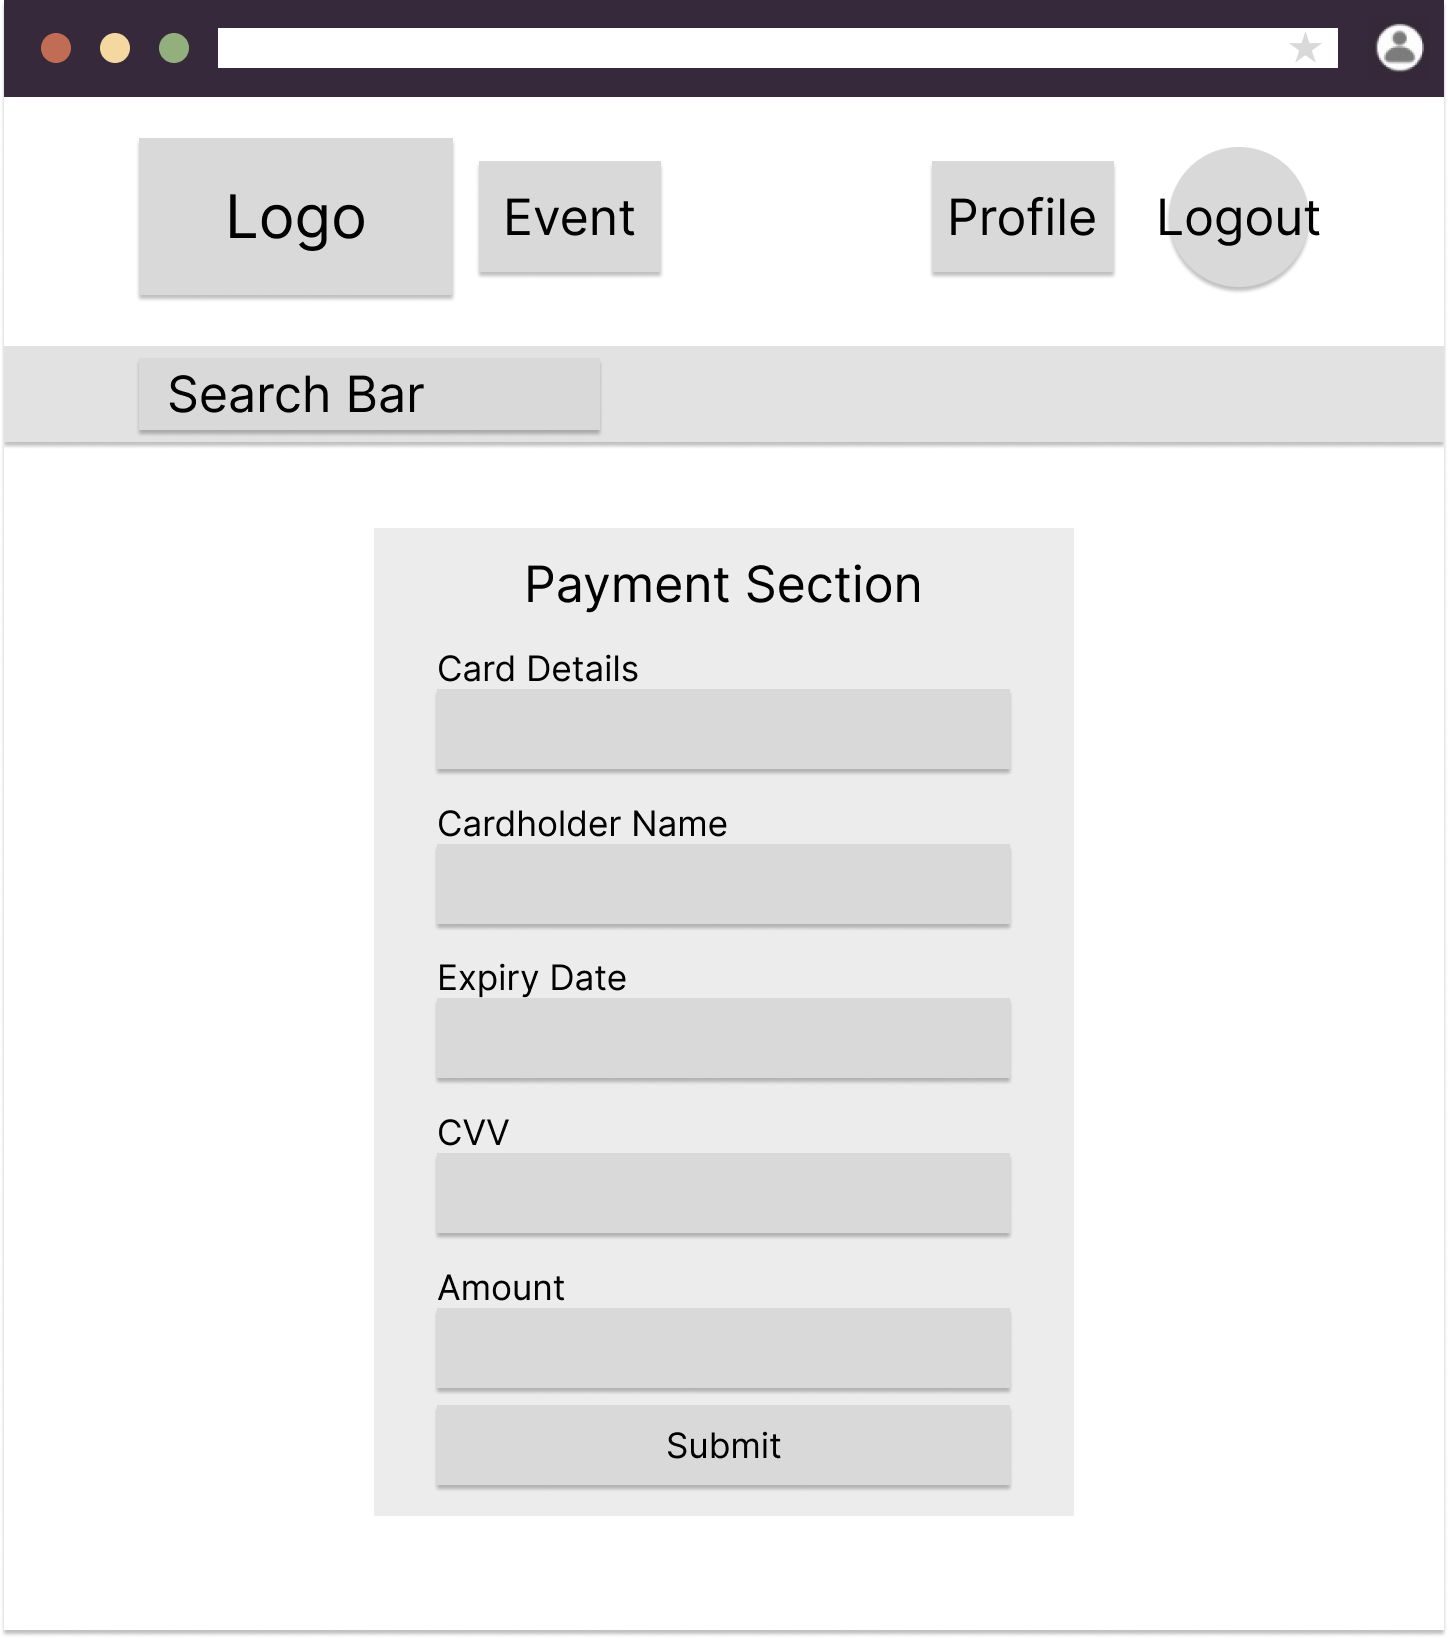 Logo
Event
Profile
Logout
Search Bar
Payment Section
Card Details
Cardholder Name
Expiry Date
CVV
Amount
Submit